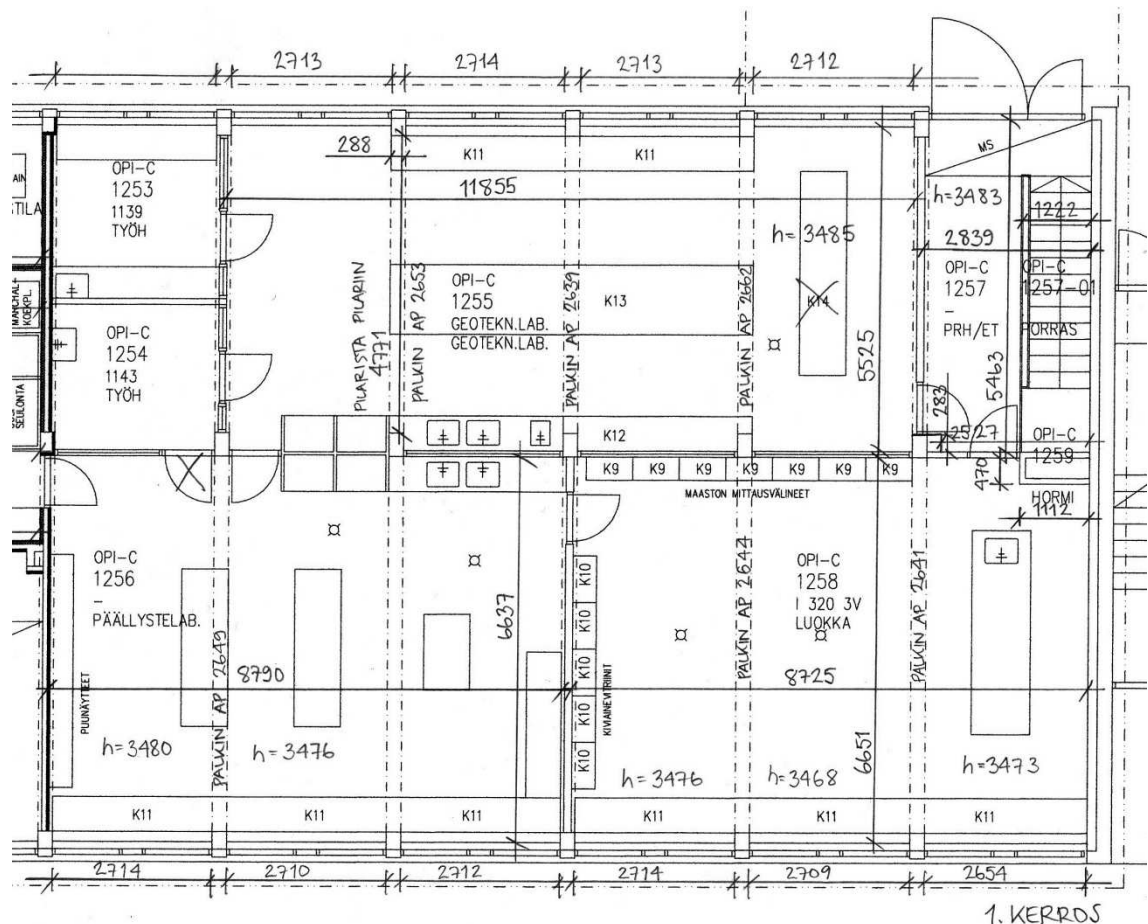 2713
2714
2713
2712
AIN
TILA
OPI-C
1253
1139
TYÖH
288
K11
K11
MS
11855
h=3483
1222
h=3485
2839
MARCHAL+
KOEKPL.
SEULONTA
OPI-C
1254
1143
TYÖH
PILARISTA PILARIIN
4771
PALKIN AP 2653
OPI-C
1255
GEOTEKN.LAB.
GEOTEKN.LAB.
PALKIN AP 2639
K13
PALKIN AP 2662
K14
5525
OPI-C
1257
-
PRH/ET
OPI-C
1257-01
PORRAS
5463
283
K12
2527
OPI-C
1259
470
HORMI
1112
K9 K9 K9 K9 K9 K9 K9
MAASTON MITTAUSVÄLINEET
OPI-C
1256
-
PÄÄLLYSTELAB.
PUUNÄYTTEET
PALKIN AP 2649
8790
6637
h=3480
h=3476
K10
K10
K10
K10
K10
KIVIAINEVITRIINIT
PALKIN AP 2644
OPI-C
1258
I 320 3V
LUOKKA
PALKIN AP 2641
8725
6651
h=3476
h=3468
h=3473
K11
K11
K11
K11
K11
K11
2714
2710
2712
2714
2709
2654
1. KERROS